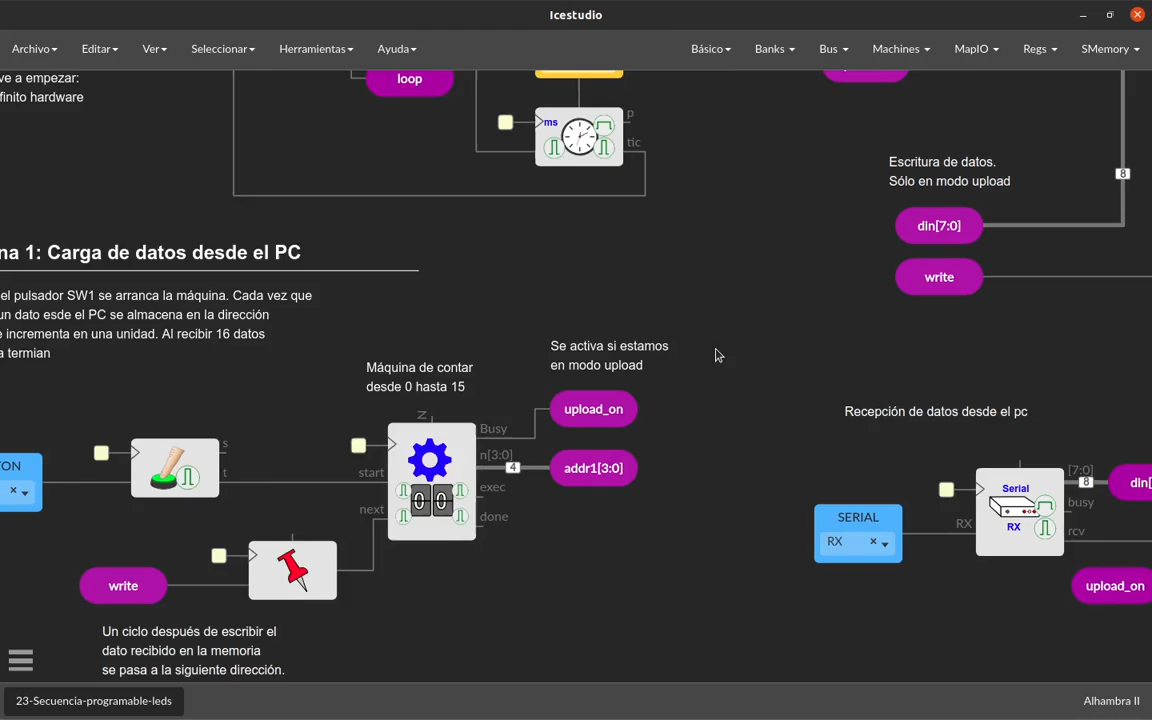 Icestudio
Archivo Editar Ver Seleccionar Herramientas Ayuda Básico Banks Bus Machines MapIO Regs SMemory
ve a empezar:
finito hardware
loop
ms
p
tic
Escritura de datos.
Sólo en modo upload
8
din[7:0]
write
na 1: Carga de datos desde el PC
el pulsador SW1 se arranca la máquina. Cada vez que
un dato esde el PC se almacena en la dirección
e incrementa en una unidad. Al recibir 16 datos
a termian
Máquina de contar
desde 0 hasta 15
Se activa si estamos
en modo upload
upload_on
addr1[3:0]
Busy
n[3:0]
4
exec
done
start
next
00
TON
s
t
write
Un ciclo después de escribir el
dato recibido en la memoria
se pasa a la siguiente dirección.
Recepción de datos desde el pc
SERIAL
RX
RX
Serial
RX
[7:0]
8
busy
rcv
din[
upload_on
23-Secuencia-programable-leds
Alhambra II